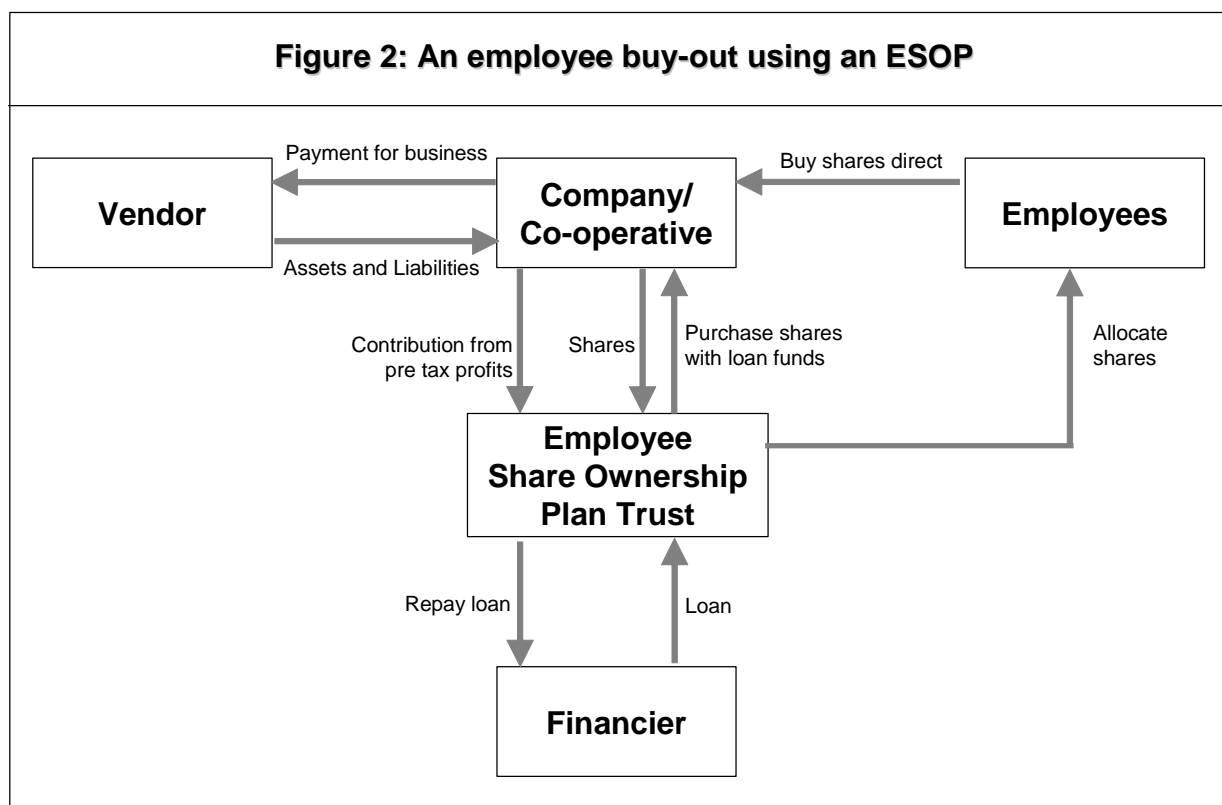 Figure 2: An employee buy-out using an ESOP
Payment for business
Buy shares direct
Vendor
Company/
Co-operative
Employees
Assets and Liabilities
Contribution from
pre tax profits
Shares
Purchase shares
with loan funds
Allocate
shares
Employee
Share Ownership
Plan Trust
Repay loan
Loan
Financier